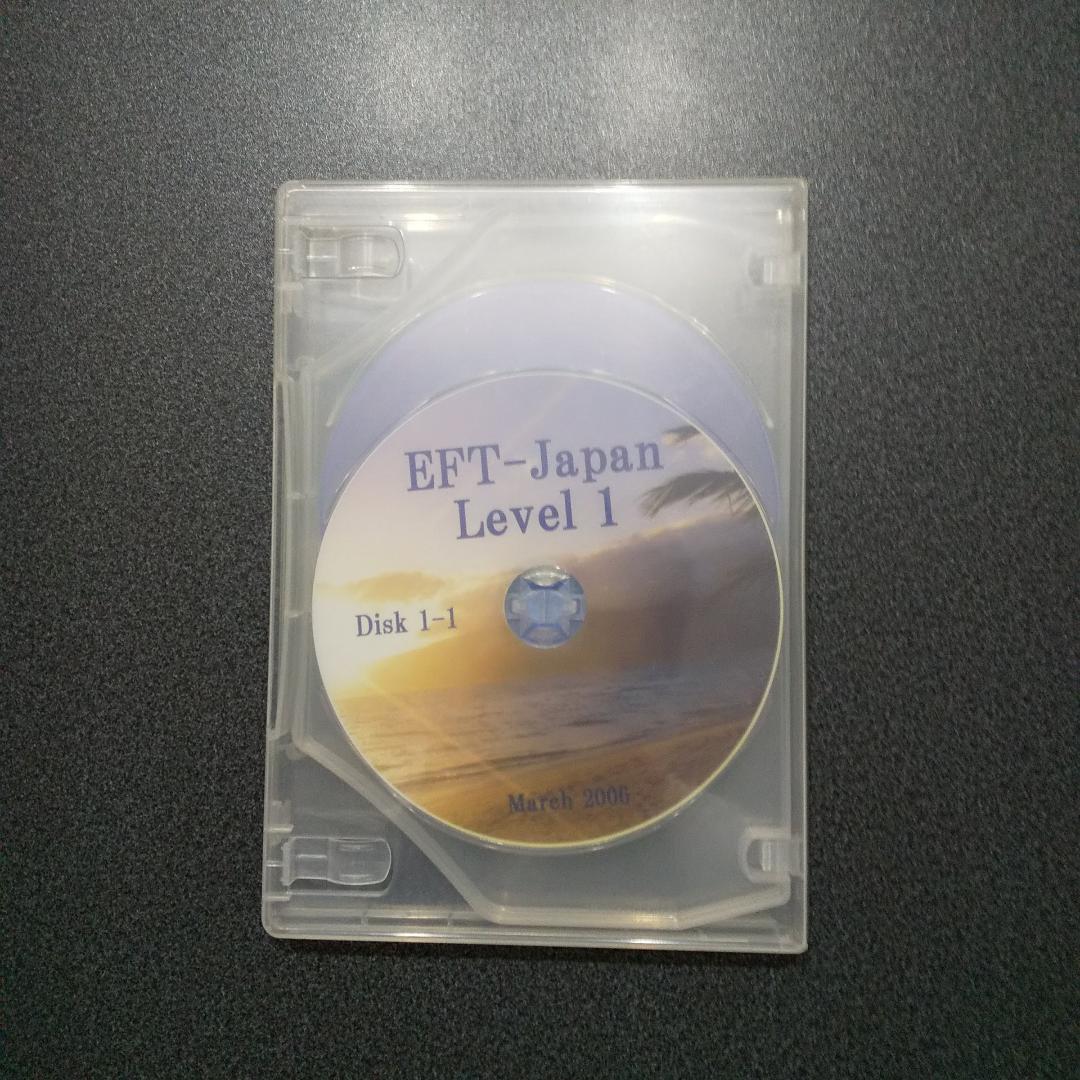 EFT-Japan
Level 1
Disk 1-1
March 2006